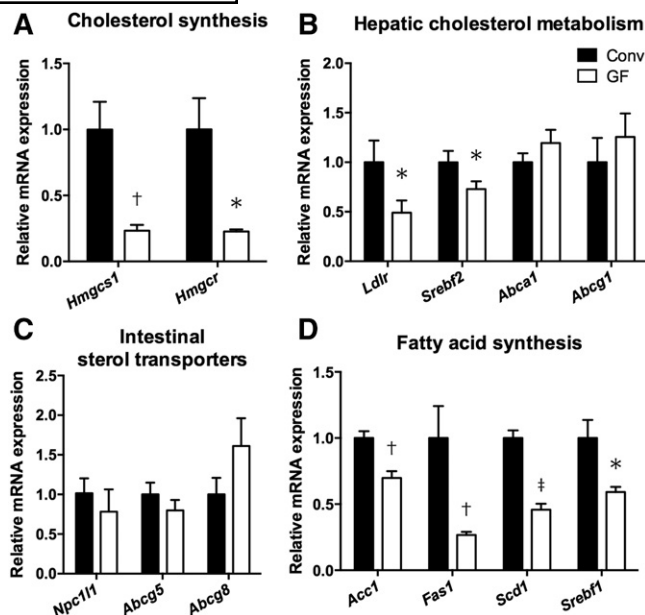 A Cholesterol synthesis
Relative mRNA expression
1.5
1.0
0.5
0.0
†
*
Hmgcs1
Hmgcr
B Hepatic cholesterol metabolism
Conv
GF
Relative mRNA expression
2.0
1.5
1.0
0.5
0.0
*
*
Ldlr
Srebf2
Abca1
Abcg1
C Intestinal
sterol transporters
Relative mRNA expression
2.5
2.0
1.5
1.0
0.5
0.0
Npc1l1
Abcg5
Abcg8
D Fatty acid synthesis
Relative mRNA expression
1.5
1.0
0.5
0.0
†
†
‡
*
Acc1
Fas1
Scd1
Srebf1